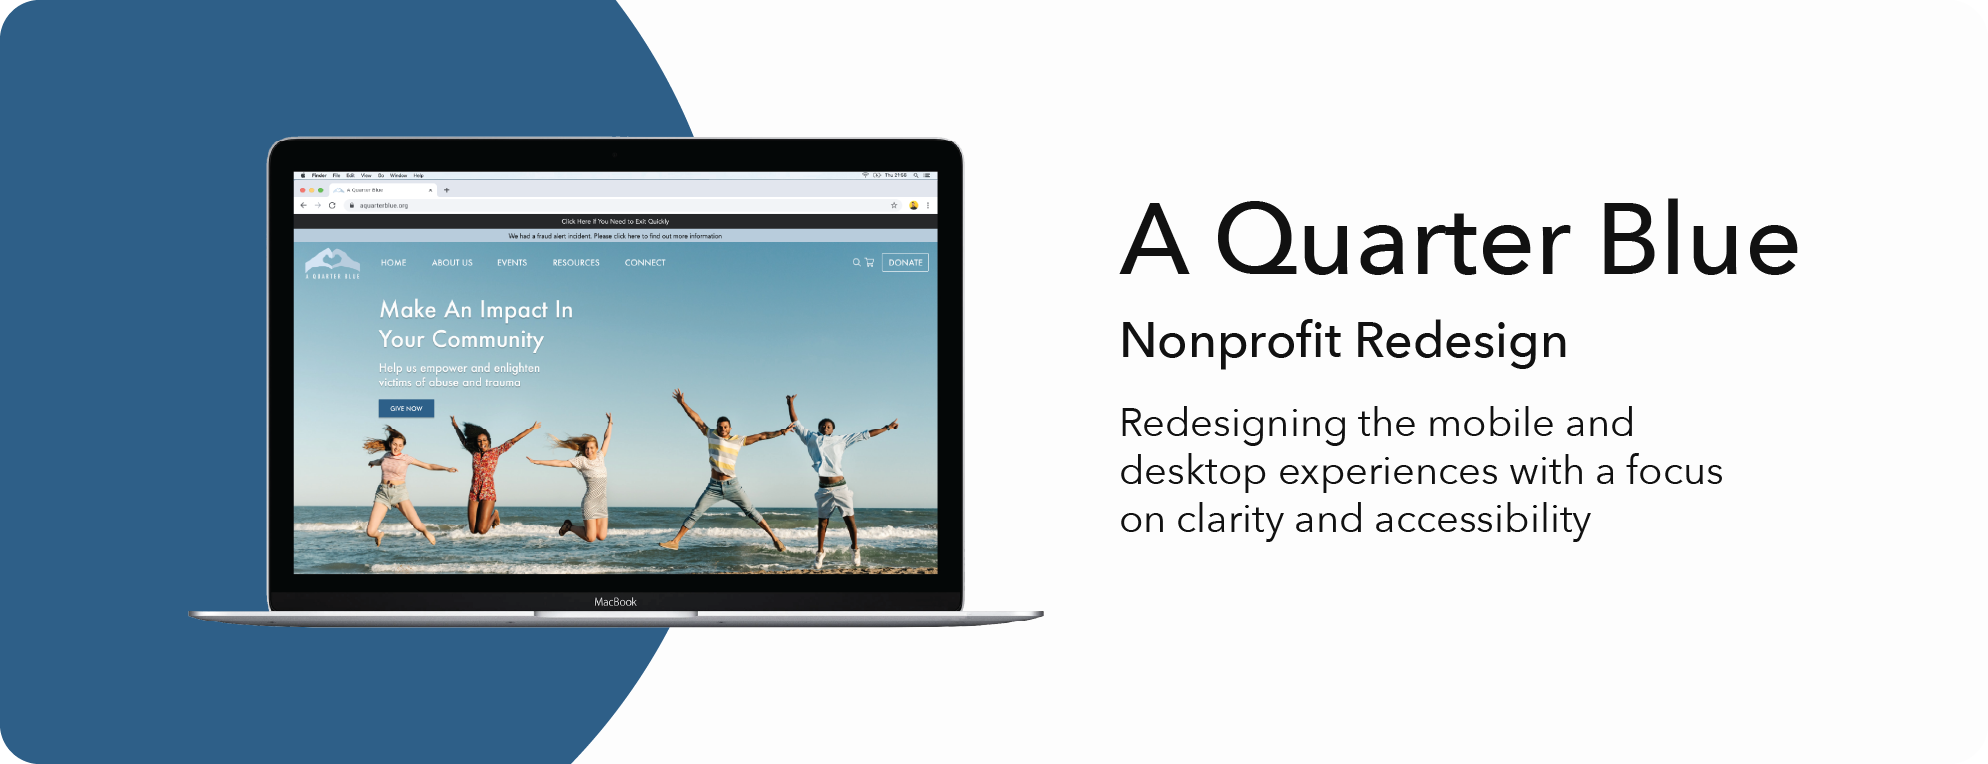 Finder File Edit View Go Window Help
Thu 21:50
A Quarter Blue
aquarterblue.org
Click Here If You Need to Exit Quickly
We had a fraud alert incident. Please click here to find out more information
A QUARTER BLUE
HOME ABOUT US EVENTS RESOURCES CONNECT DONATE
Make An Impact In
Your Community
Help us empower and enlighten
victims of abuse and trauma
GIVE NOW
MacBook
A Quarter Blue
Nonprofit Redesign
Redesigning the mobile and
desktop experiences with a focus
on clarity and accessibility